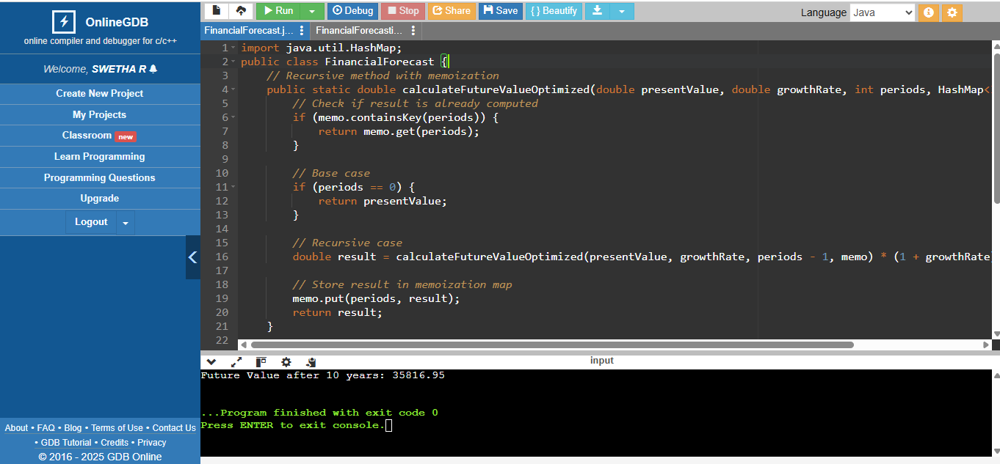 OnlineGDB
online compiler and debugger for c/c++
Welcome, SWETHA R
Create New Project
My Projects
Classroom new
Learn Programming
Programming Questions
Upgrade
Logout
About • FAQ • Blog • Terms of Use • Contact Us
• GDB Tutorial • Credits • Privacy
© 2016 - 2025 GDB Online
Run Debug Stop Share Save { } Beautify Language Java
FinancialForecast.j... FinancialForecasti...
1 import java.util.HashMap;
2 public class FinancialForecast {
3 // Recursive method with memoization
4 public static double calculateFutureValueOptimized(double presentValue, double growthRate, int periods, HashMap<
5 // Check if result is already computed
6 if (memo.containsKey(periods)) {
7 return memo.get(periods);
8 }
9
10 // Base case
11 if (periods == 0) {
12 return presentValue;
13 }
14
15 // Recursive case
16 double result = calculateFutureValueOptimized(presentValue, growthRate, periods - 1, memo) * (1 + growthRate)
17
18 // Store result in memoization map
19 memo.put(periods, result);
20 return result;
21 }
22
input
Future Value after 10 years: 35816.95
...Program finished with exit code 0
Press ENTER to exit console.